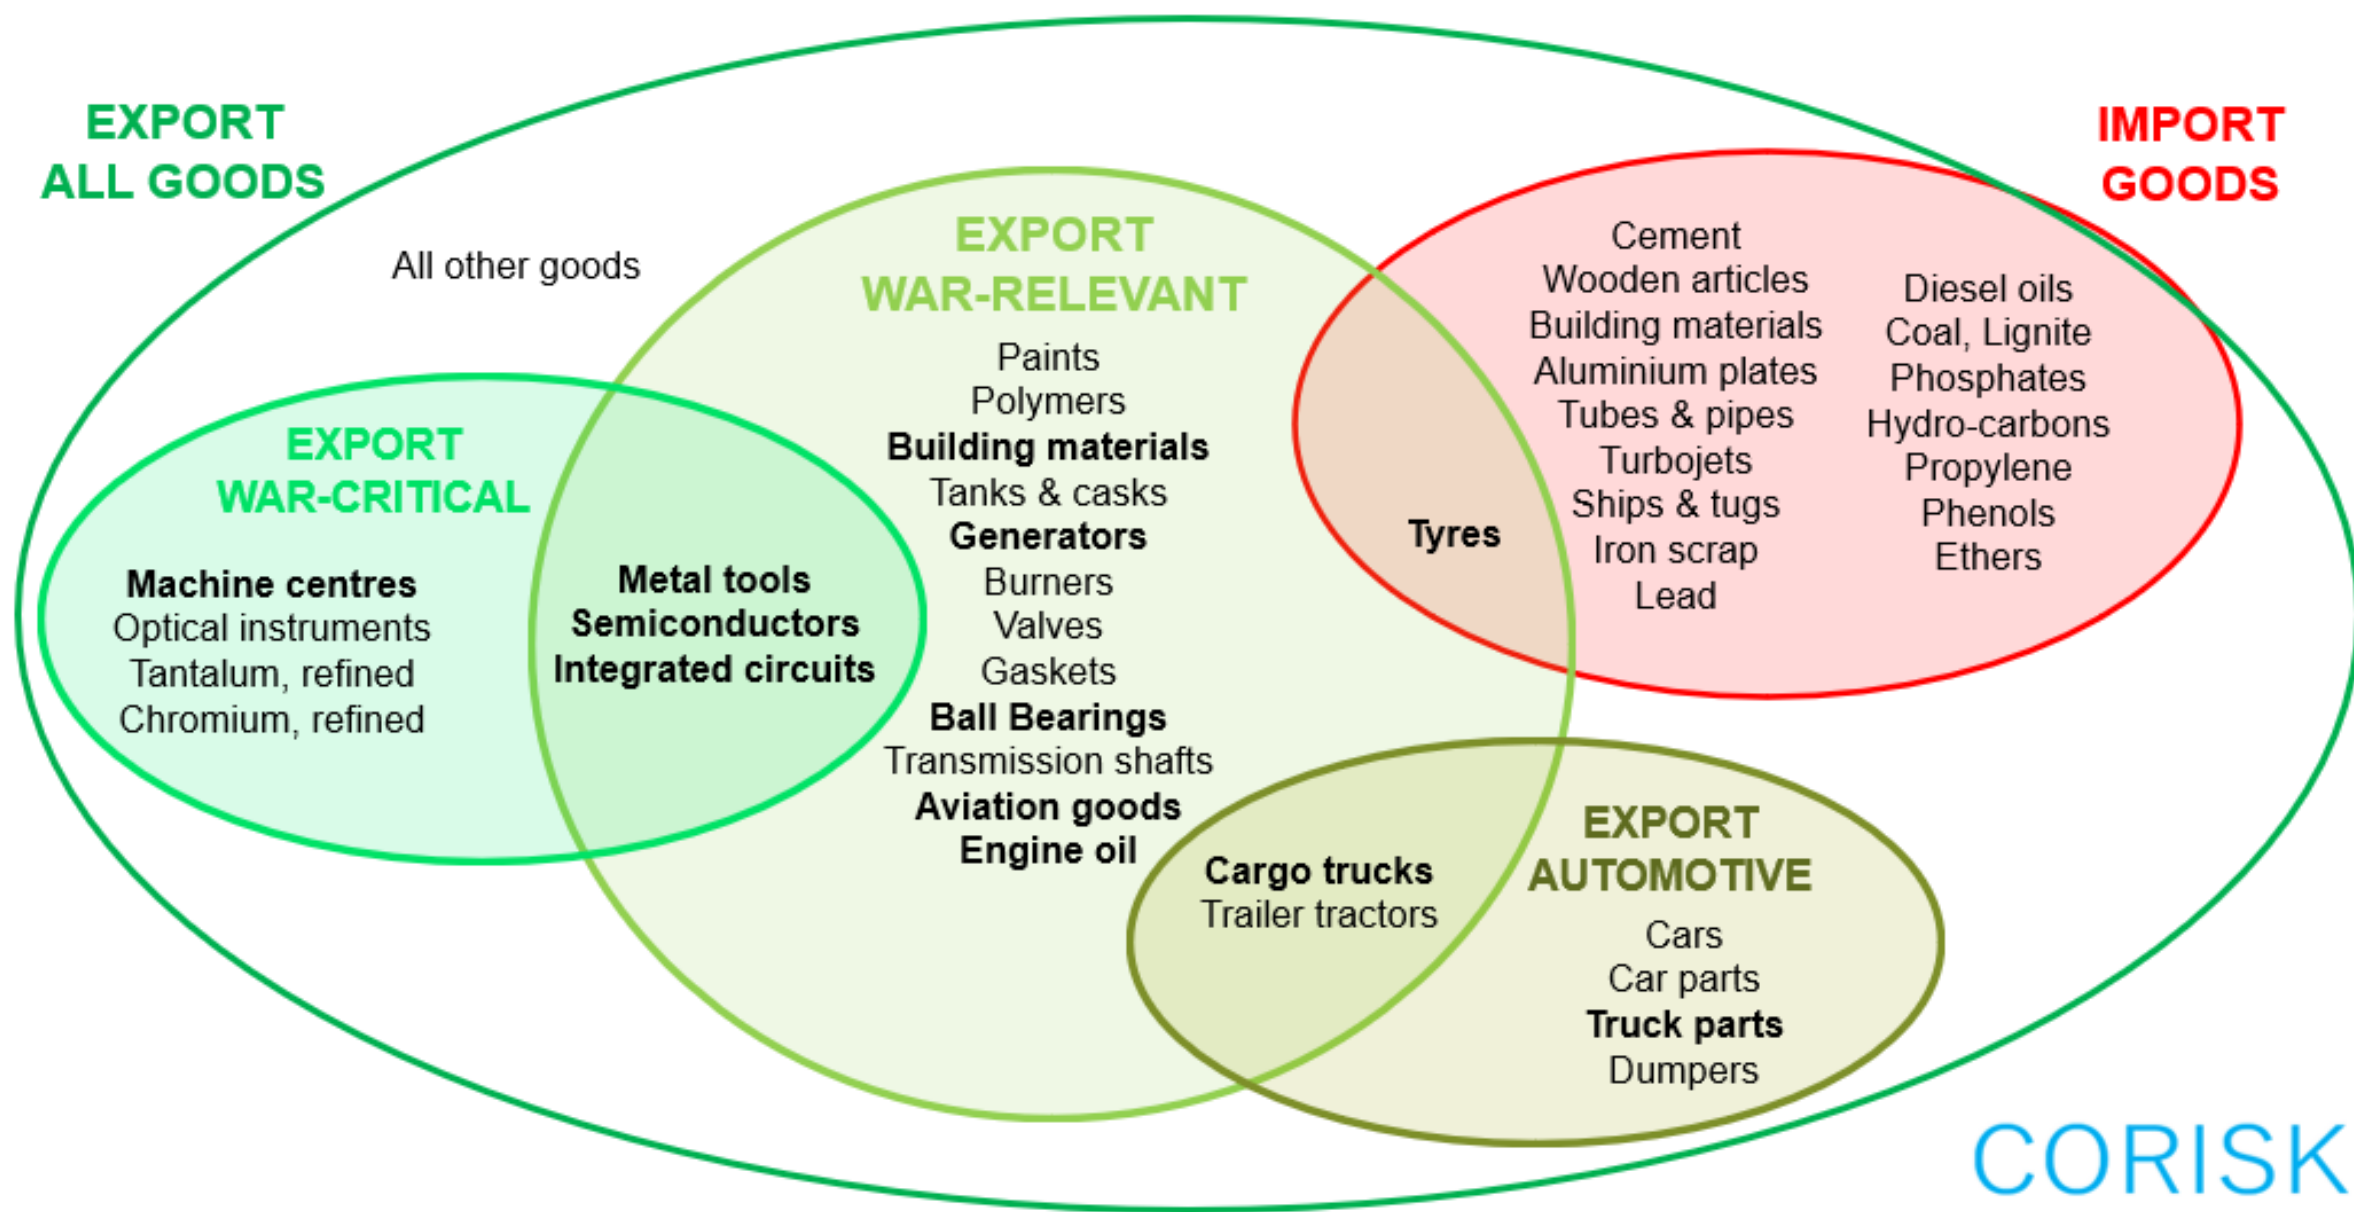 EXPORT
ALL GOODS
IMPORT
GOODS
All other goods
EXPORT
WAR-RELEVANT
Paints
Polymers
Building materials
Tanks & casks
Generators
Burners
Valves
Gaskets
Ball Bearings
Transmission shafts
Aviation goods
Engine oil
EXPORT
WAR-CRITICAL
Machine centres
Optical instruments
Tantalum, refined
Chromium, refined
Metal tools
Semiconductors
Integrated circuits
Tyres
Cement
Wooden articles
Building materials
Aluminium plates
Tubes & pipes
Turbojets
Ships & tugs
Iron scrap
Lead
Diesel oils
Coal, Lignite
Phosphates
Hydro-carbons
Propylene
Phenols
Ethers
Cargo trucks
Trailer tractors
EXPORT
AUTOMOTIVE
Cars
Car parts
Truck parts
Dumpers
CORISK